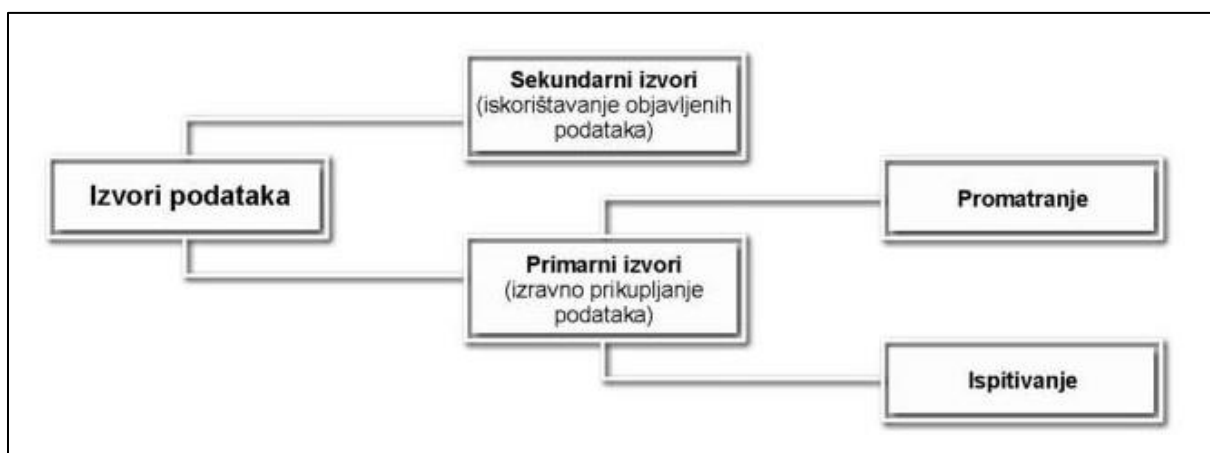 Sekundarni izvori
(iskorištavanje objavljenih
podataka)
Izvori podataka
Promatranje
Primarni izvori
(izravno prikupljanje
podataka)
Ispitivanje